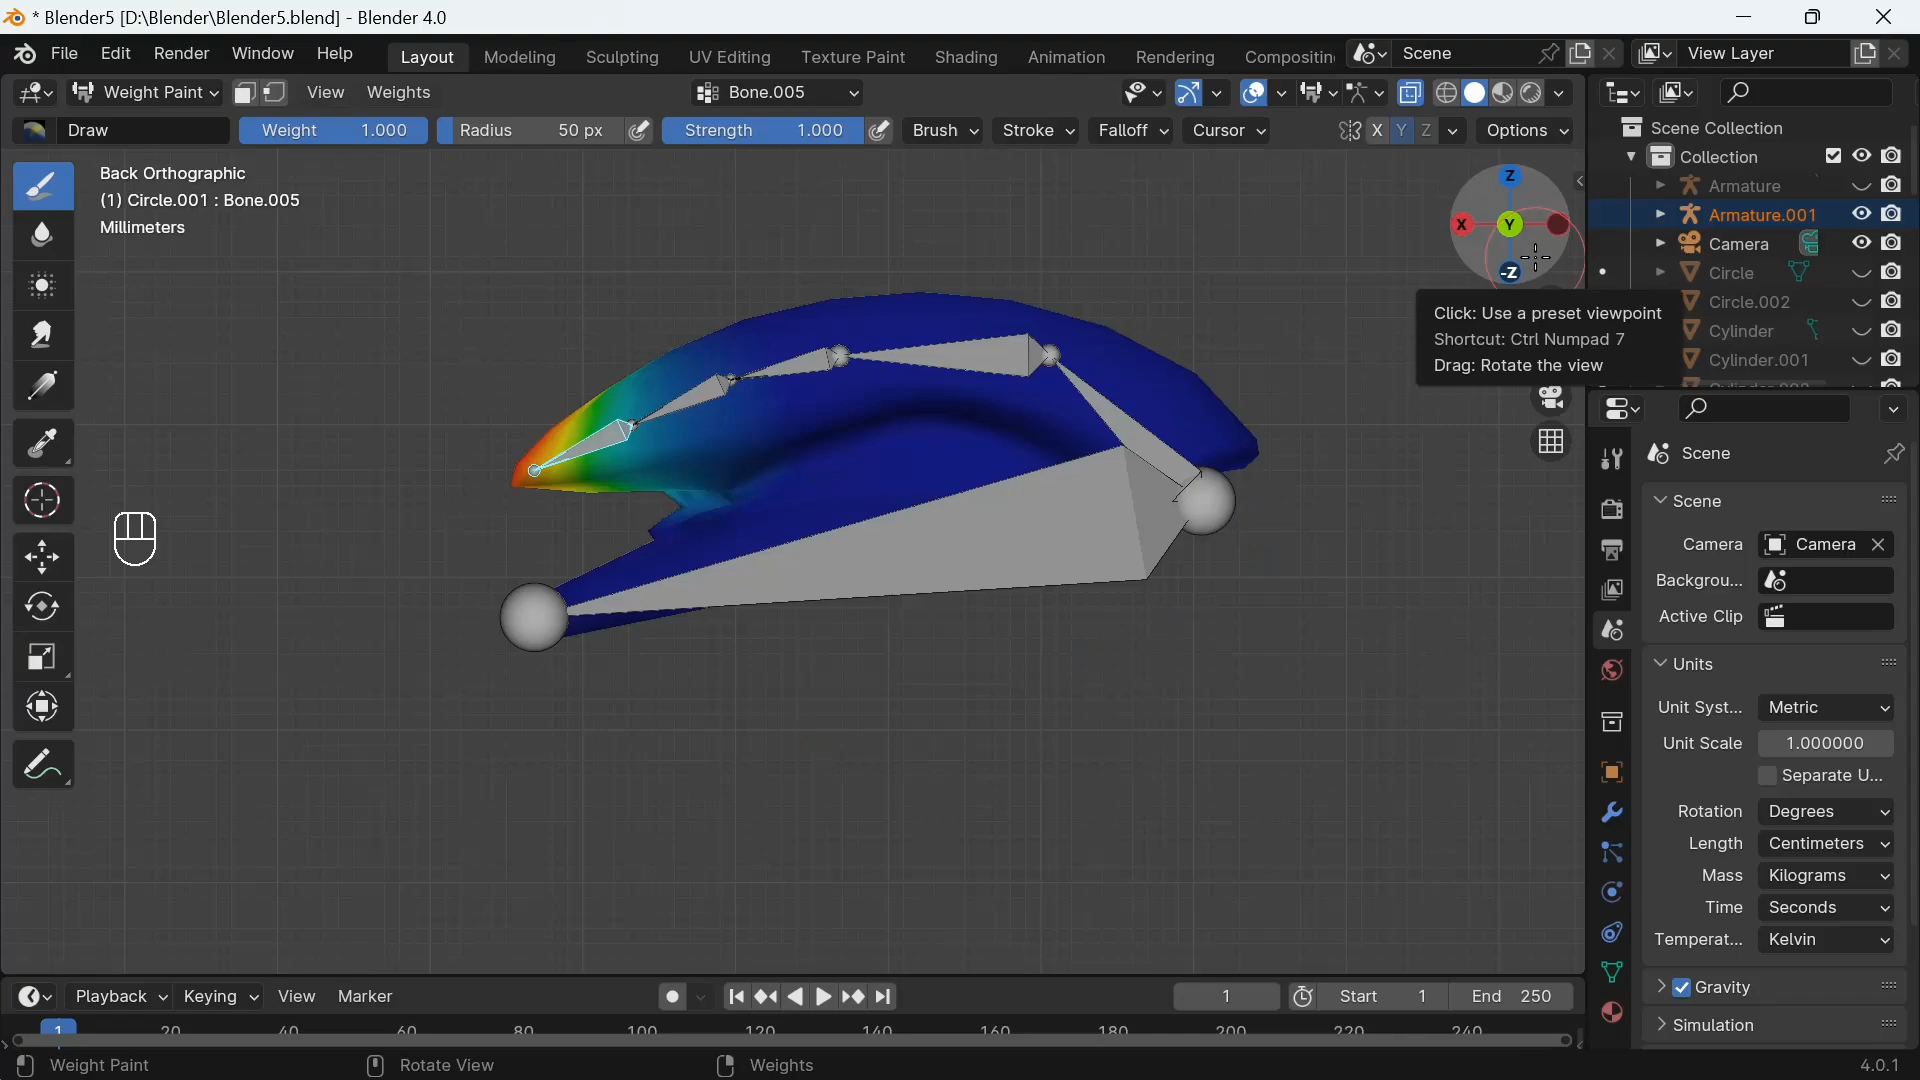 * Blender5 [D:\Blender\Blender5.blend] - Blender 4.0
File Edit Render Window Help Layout Modeling Sculpting UV Editing Texture Paint Shading Animation Rendering Compositin Scene View Layer
Weight Paint View Weights Bone.005
Draw Weight 1.000 Radius 50 px Strength 1.000 Brush Stroke Falloff Cursor X Y Z Options
Back Orthographic
(1) Circle.001 : Bone.005
Millimeters
Z
X
Y
-Z
Click: Use a preset viewpoint
Shortcut: Ctrl Numpad 7
Drag: Rotate the view
Scene Collection
Collection
Armature
Armature.001
Camera
Circle
Circle.002
Cylinder
Cylinder.001
Scene
Scene
Camera Camera
Backgrou...
Active Clip
Units
Unit Syst... Metric
Unit Scale 1.000000
Separate U...
Rotation Degrees
Length Centimeters
Mass Kilograms
Time Seconds
Temperat... Kelvin
Gravity
Simulation
Playback Keying View Marker 1 Start 1 End 250
1 20 40 60 80 100 120 140 160 180 200 220 240
Weight Paint Rotate View Weights 4.0.1